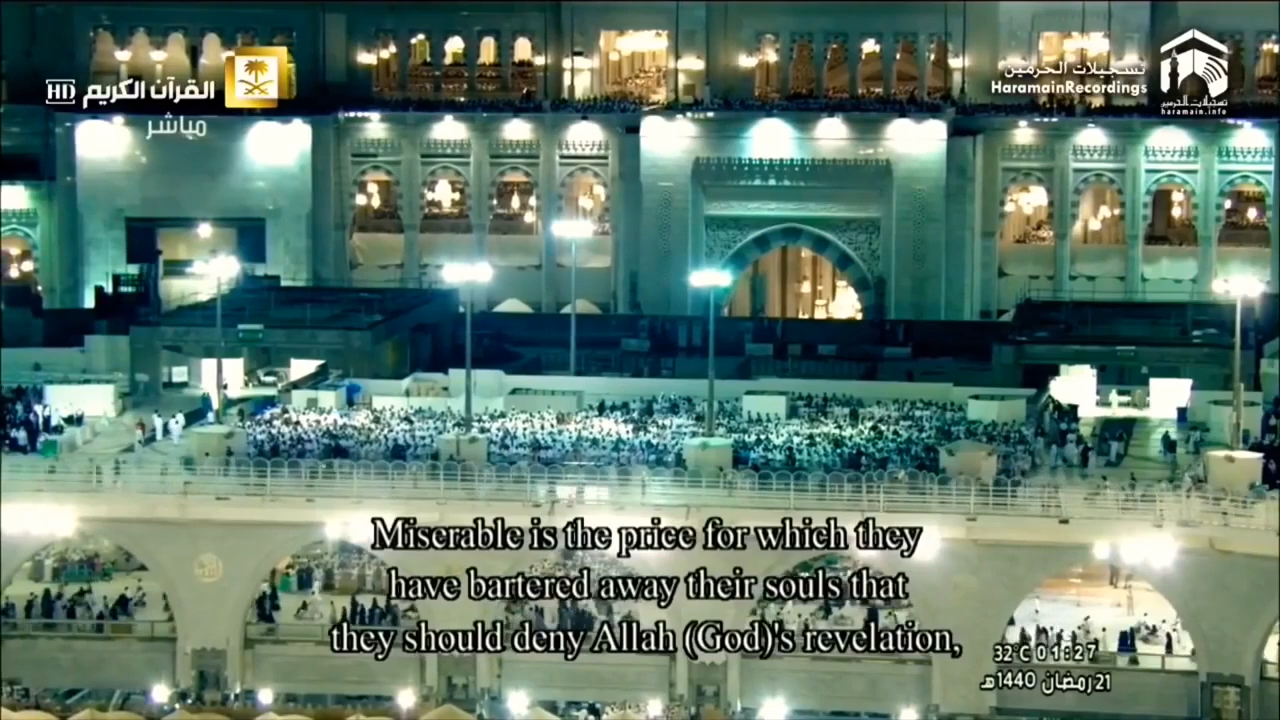 HD القرآن الكريم
مباشر
تسجيلات الحرمين
HaramainRecordings
تسجيلات الحرمين
haramain.info
Miserable is the price for which they
have bartered away their souls that
they should deny Allah (God)'s revelation,
32°C 01:27
21 رمضان 1440هـ